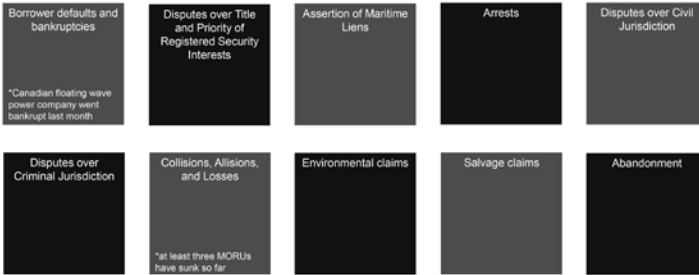 Borrower defaults and
bankruptcies
*Canadian floating wave
power company went
bankrupt last month
Disputes over Title
and Priority of
Registered Security
Interests
Assertion of Maritime
Liens
Arrests
Disputes over Civil
Jurisdiction
Disputes over
Criminal Jurisdiction
Collisions, Allisions,
and Losses
*at least three MORUs
have sunk so far
Environmental claims
Salvage claims
Abandonment